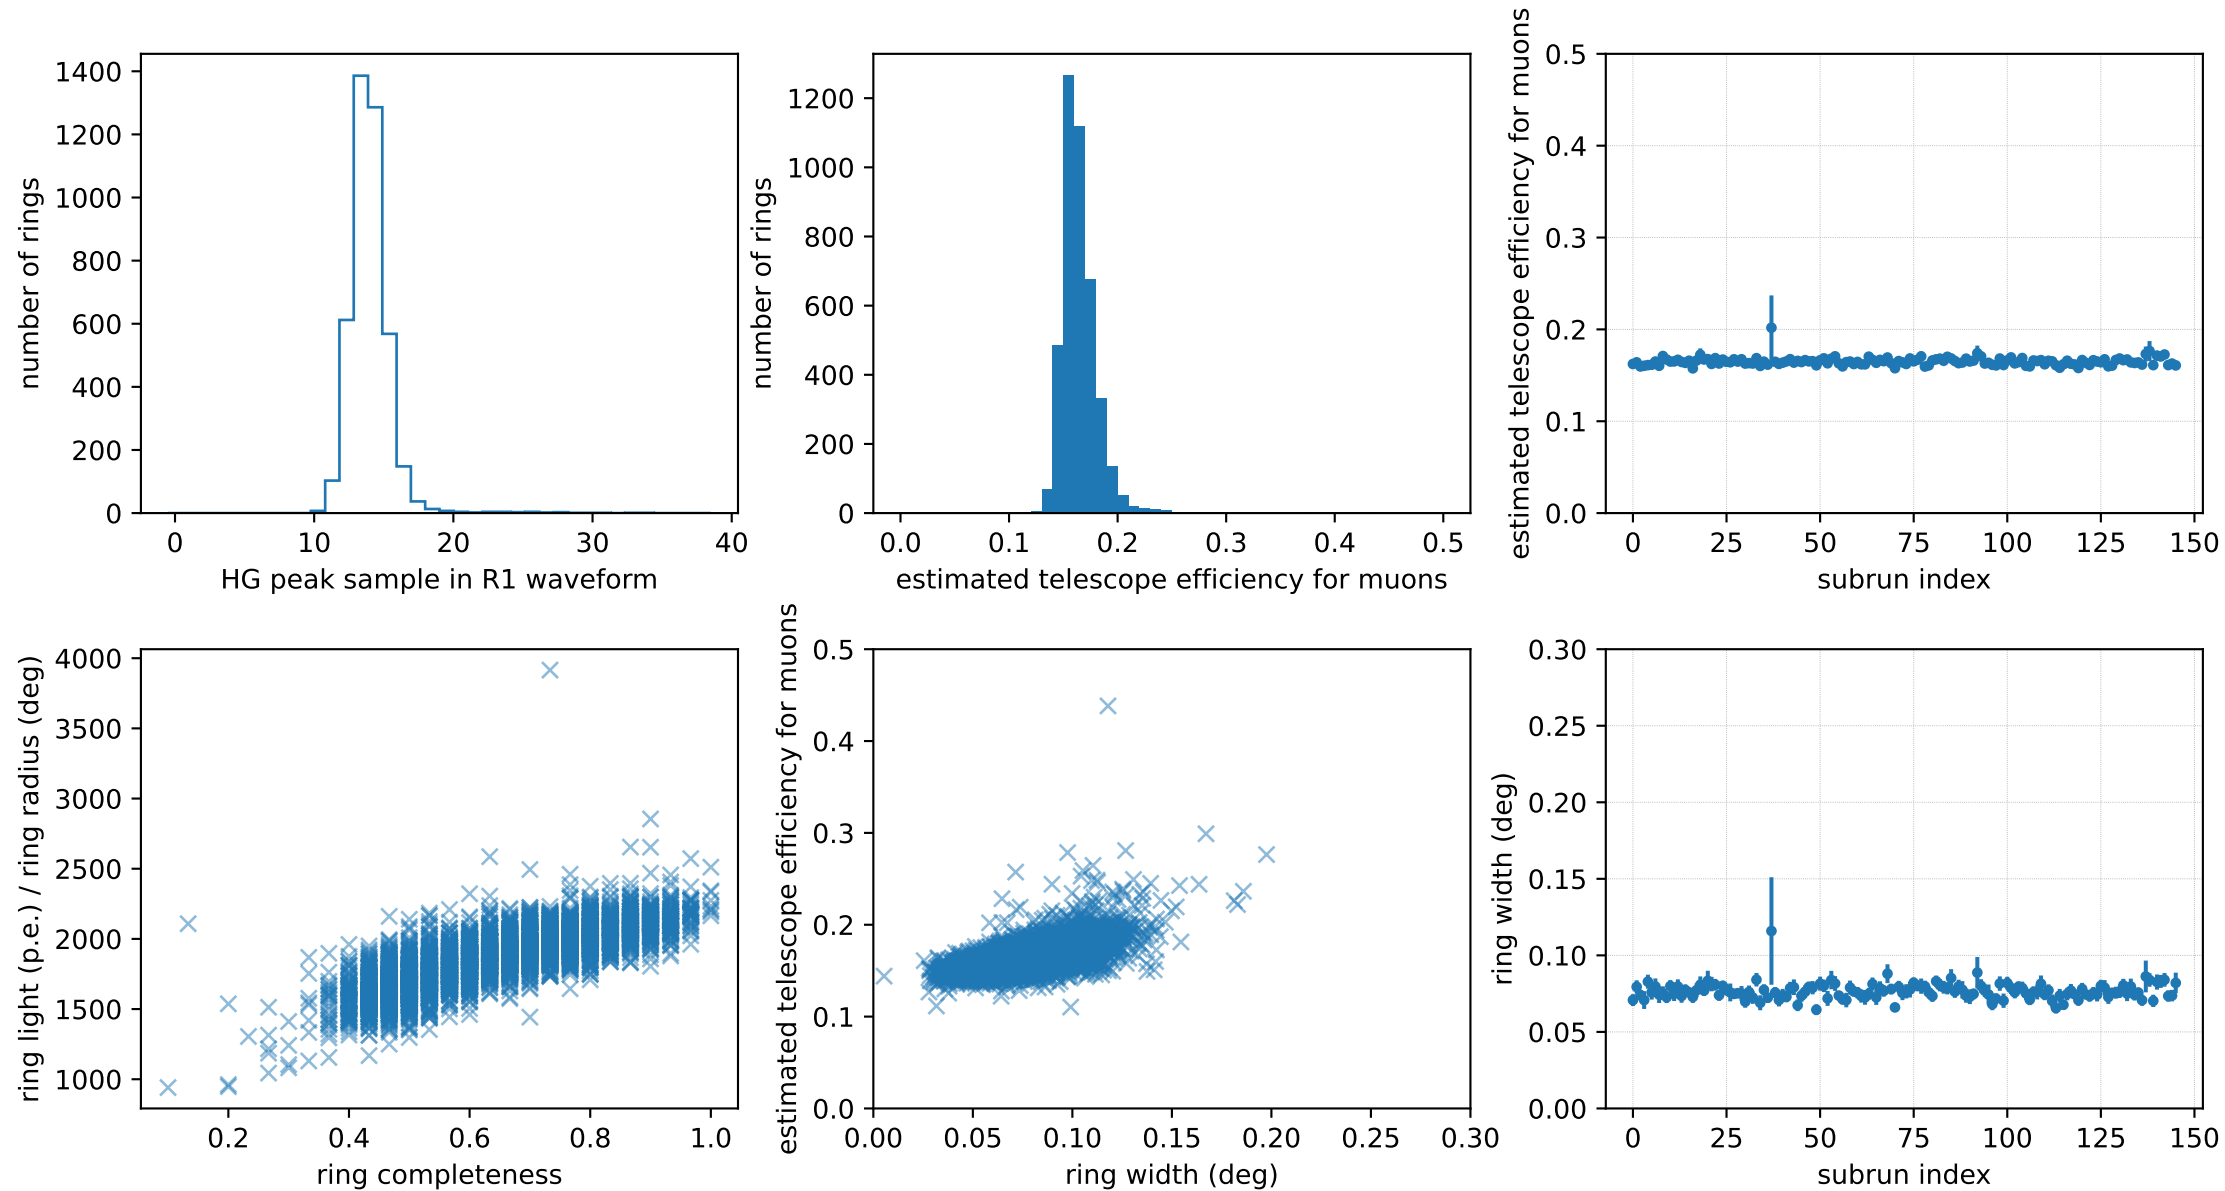 number of rings
1400
1200
1000
800
600
400
200
0
0 10 20 30 40
HG peak sample in R1 waveform
number of rings
1200
1000
800
600
400
200
0
0.0 0.1 0.2 0.3 0.4 0.5
estimated telescope efficiency for muons
estimated telescope efficiency for muons
0.5
0.4
0.3
0.2
0.1
0.0
0 25 50 75 100 125 150
subrun index
ring light (p.e.) / ring radius (deg)
4000
3500
3000
2500
2000
1500
1000
0.2 0.4 0.6 0.8 1.0
ring completeness
estimated telescope efficiency for muons
0.5
0.4
0.3
0.2
0.1
0.0
0.00 0.05 0.10 0.15 0.20 0.25 0.30
ring width (deg)
ring width (deg)
0.30
0.25
0.20
0.15
0.10
0.05
0.00
0 25 50 75 100 125 150
subrun index